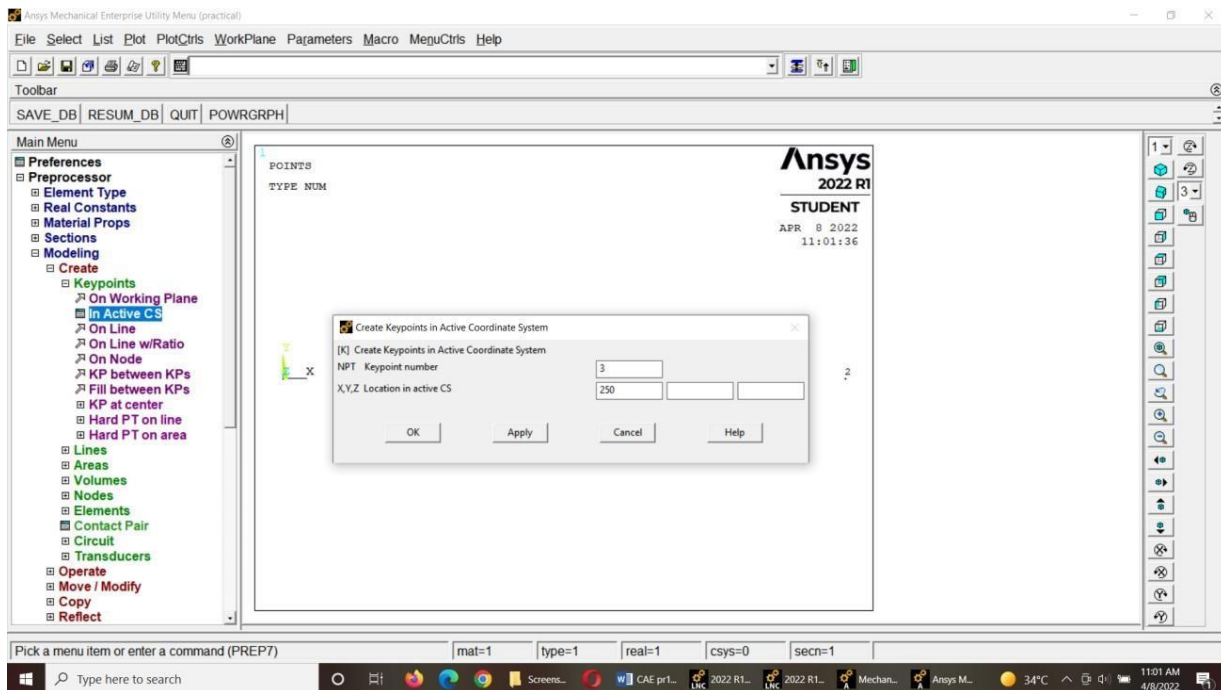 Ansys Mechanical Enterprise Utility Menu (practical)
File Select List Plot PlotCtrls WorkPlane Parameters Macro MenuCtrls Help
Toolbar
SAVE_DB RESUM_DB QUIT POWRGRPH
Main Menu
Preferences
Preprocessor
Element Type
Real Constants
Material Props
Sections
Modeling
Create
Keypoints
On Working Plane
In Active CS
On Line
On Line w/Ratio
On Node
KP between KPs
Fill between KPs
KP at center
Hard PT on line
Hard PT on area
Lines
Areas
Volumes
Nodes
Elements
Contact Pair
Circuit
Transducers
Operate
Move / Modify
Copy
Reflect
1
POINTS
TYPE NUM
Ansys
2022 R1
STUDENT
APR 8 2022
11:01:36
Y
Z X
2
Create Keypoints in Active Coordinate System
[K] Create Keypoints in Active Coordinate System
NPT Keypoint number 3
X,Y,Z Location in active CS 250
OK Apply Cancel Help
1
3
Pick a menu item or enter a command (PREP7) mat=1 type=1 real=1 csys=0 secn=1
Type here to search Screens... CAE pr1... 2022 R1... 2022 R1... Mechan... Ansys M... 34°C 11:01 AM
4/8/2022